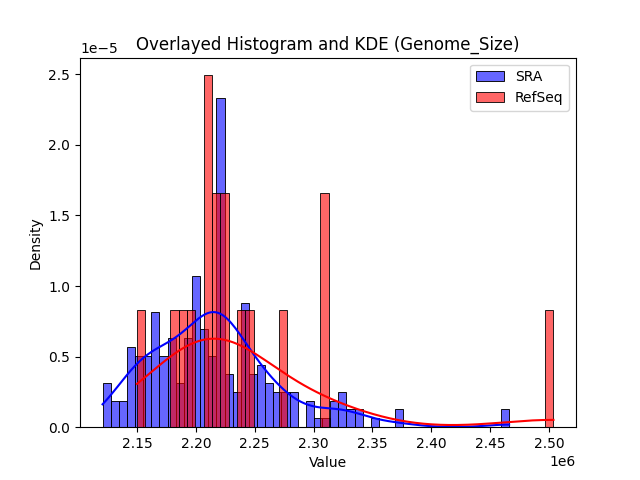 Overlayed Histogram and KDE (Genome_Size)
1e−5
SRA
RefSeq
2.5
2.0
1.5
1.0
0.5
0.0
Density
2.15 2.20 2.25 2.30 2.35 2.40 2.45 2.50
Value
1e6